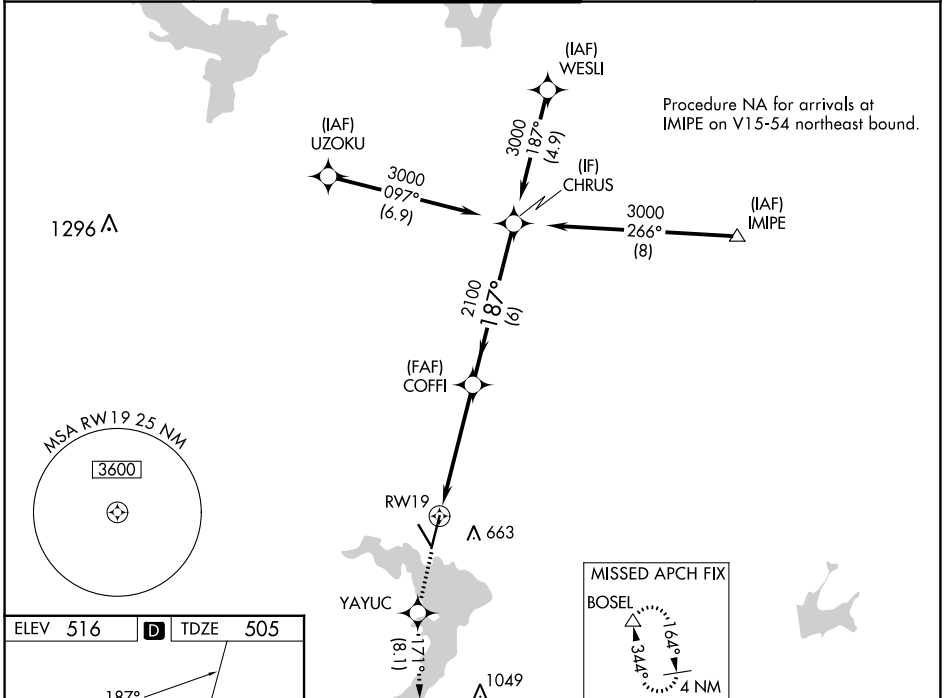 (IAF)
WESLI
Procedure NA for arrivals at
IMIPE on V15-54 northeast bound.
(IAF)
UZOKU
3000
187°
(4.9)
(IF)
CHRUS
3000
097°
(6.9)
(IAF)
IMIPE
3000
266°
(8)
1296
2100
187°
(6)
(FAF)
COFFI
MSA RW19 25 NM
3600
RW19
663
MISSED APCH FIX
BOSEL
164°
344°
4 NM
YAYUC
171°
(8.1)
1049
ELEV 516 D TDZE 505
187°